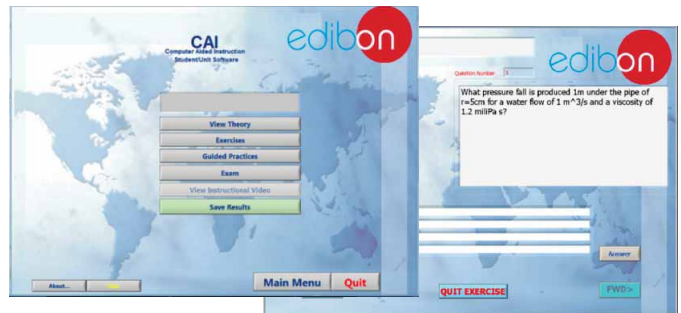 CAI
Computer Aided Instruction
Student/Unit Software
edibon
View Theory
Exercises
Guided Practices
Exam
View Instructional Video
Save Results
About...
Main Menu
Quit
edibon
Question Number
1
What pressure fall is produced 1m under the pipe of
r=5cm for a water flow of 1 m^3/s and a viscosity of
1.2 miliPa s?
Answer
QUIT EXERCISE
FWD>